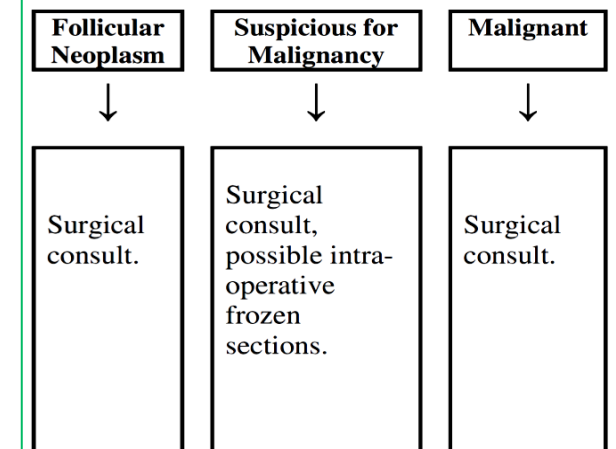 Follicular
Neoplasm
Suspicious for
Malignancy
Malignant
Surgical
consult.
Surgical
consult,
possible intra-
operative
frozen
sections.
Surgical
consult.